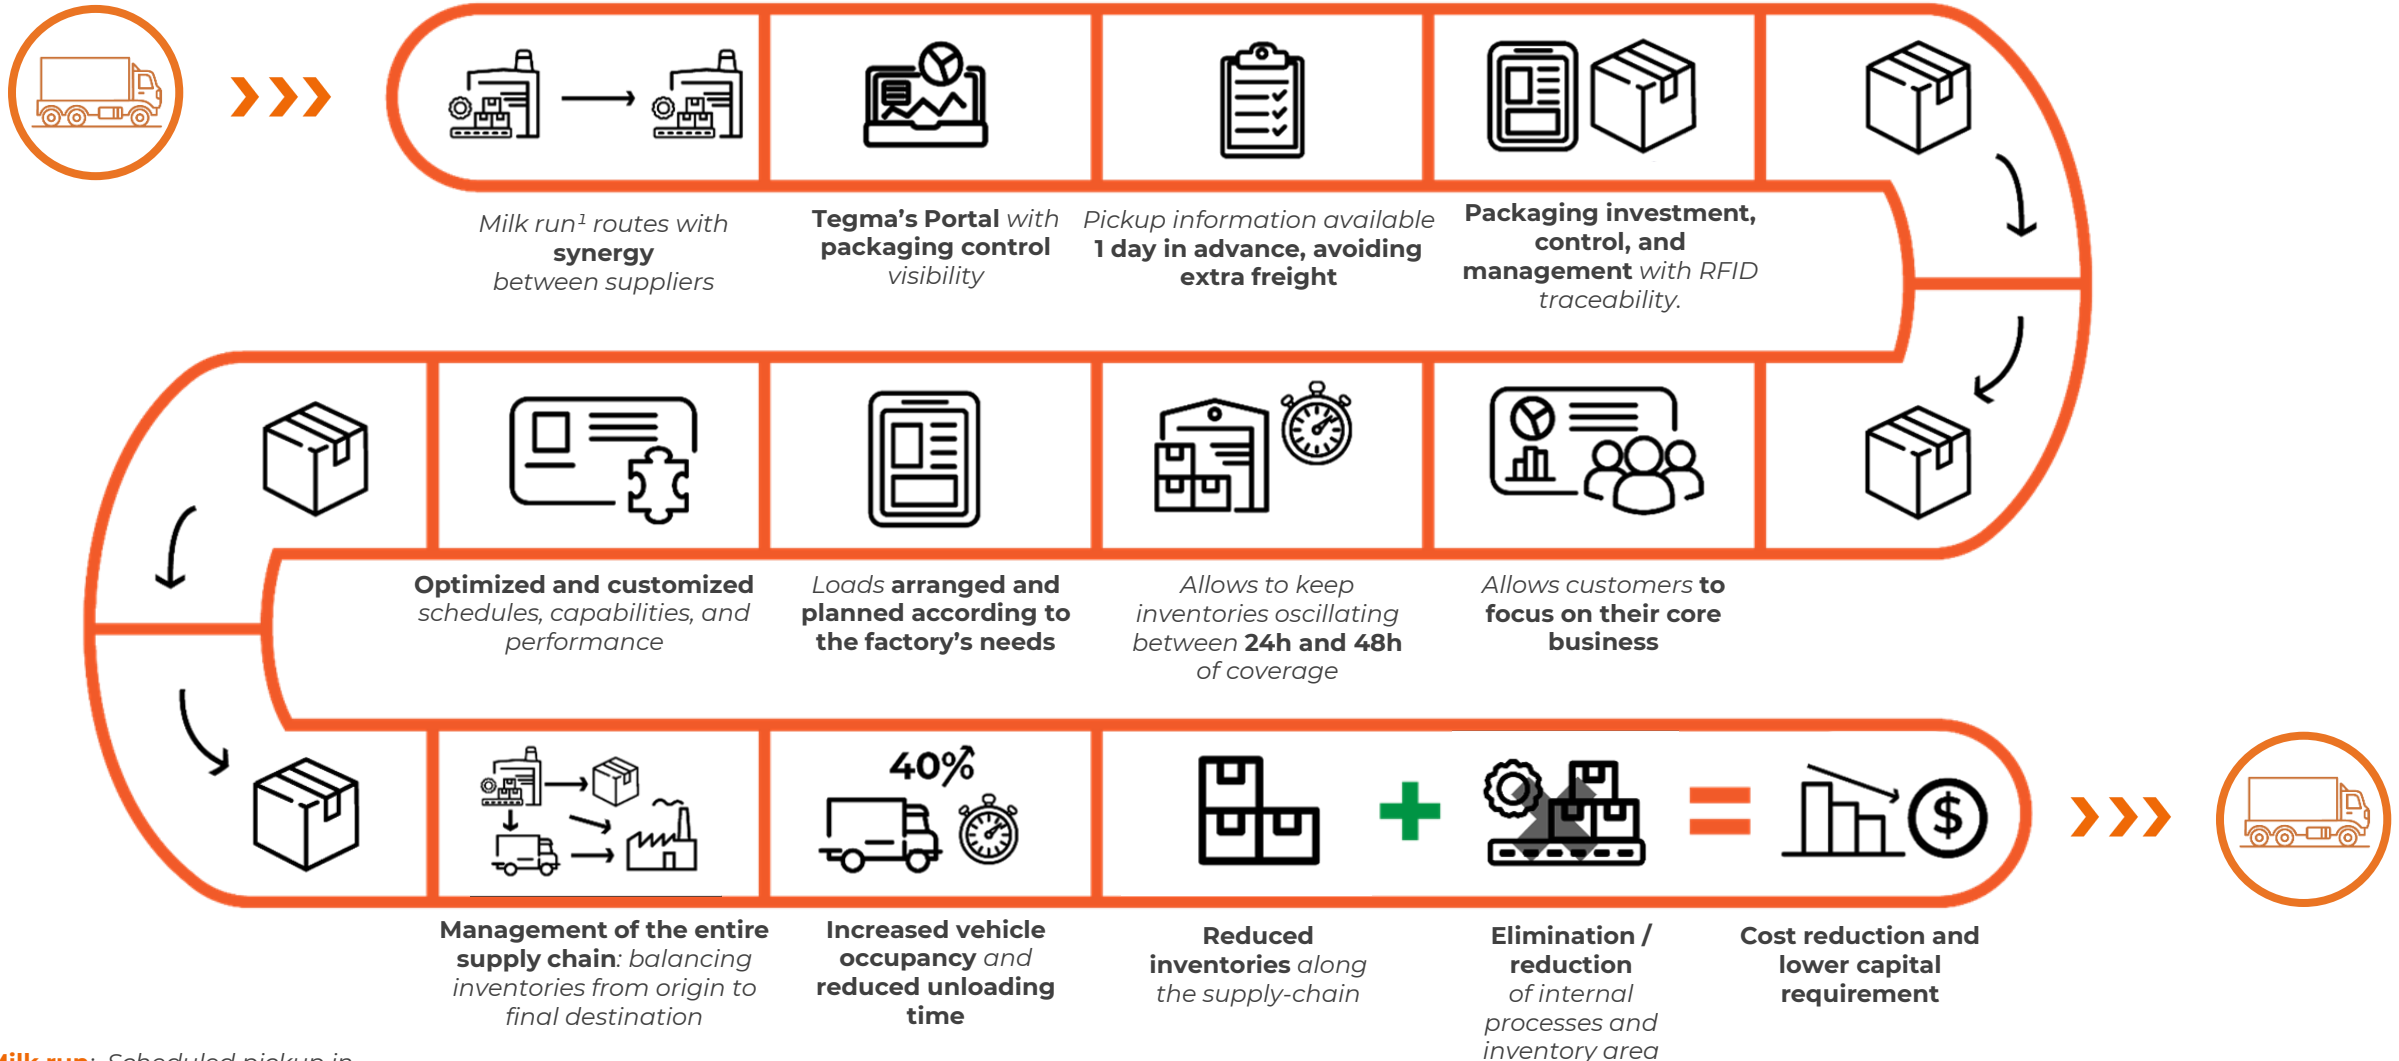 Milk run¹ routes with
synergy
between suppliers
Tegma’s Portal with
packaging control
visibility
Pickup information available
1 day in advance, avoiding
extra freight
Packaging investment,
control, and
management with RFID
traceability.
Optimized and customized
schedules, capabilities, and
performance
Loads arranged and
planned according to
the factory’s needs
Allows to keep
inventories oscillating
between 24h and 48h
of coverage
Allows customers to
focus on their core
business
40%
$
Management of the entire
supply chain: balancing
inventories from origin to
final destination
Increased vehicle
occupancy and
reduced unloading
time
Reduced
inventories along
the supply-chain
Elimination /
reduction
of internal
processes and
inventory area
Cost reduction and
lower capital
requirement
Milk run: Scheduled pickup in